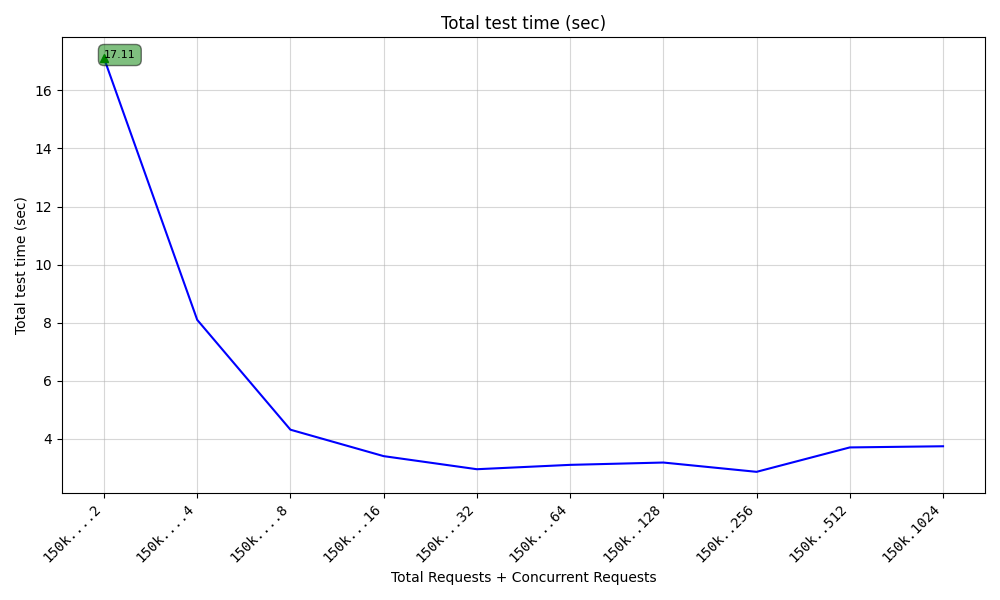 Total test time (sec)
17.11
Total test time (sec)
16
14
12
10
8
6
4
150k....2
150k....4
150k....8
150k...16
150k...32
150k...64
150k..128
150k..256
150k..512
150k.1024
Total Requests + Concurrent Requests